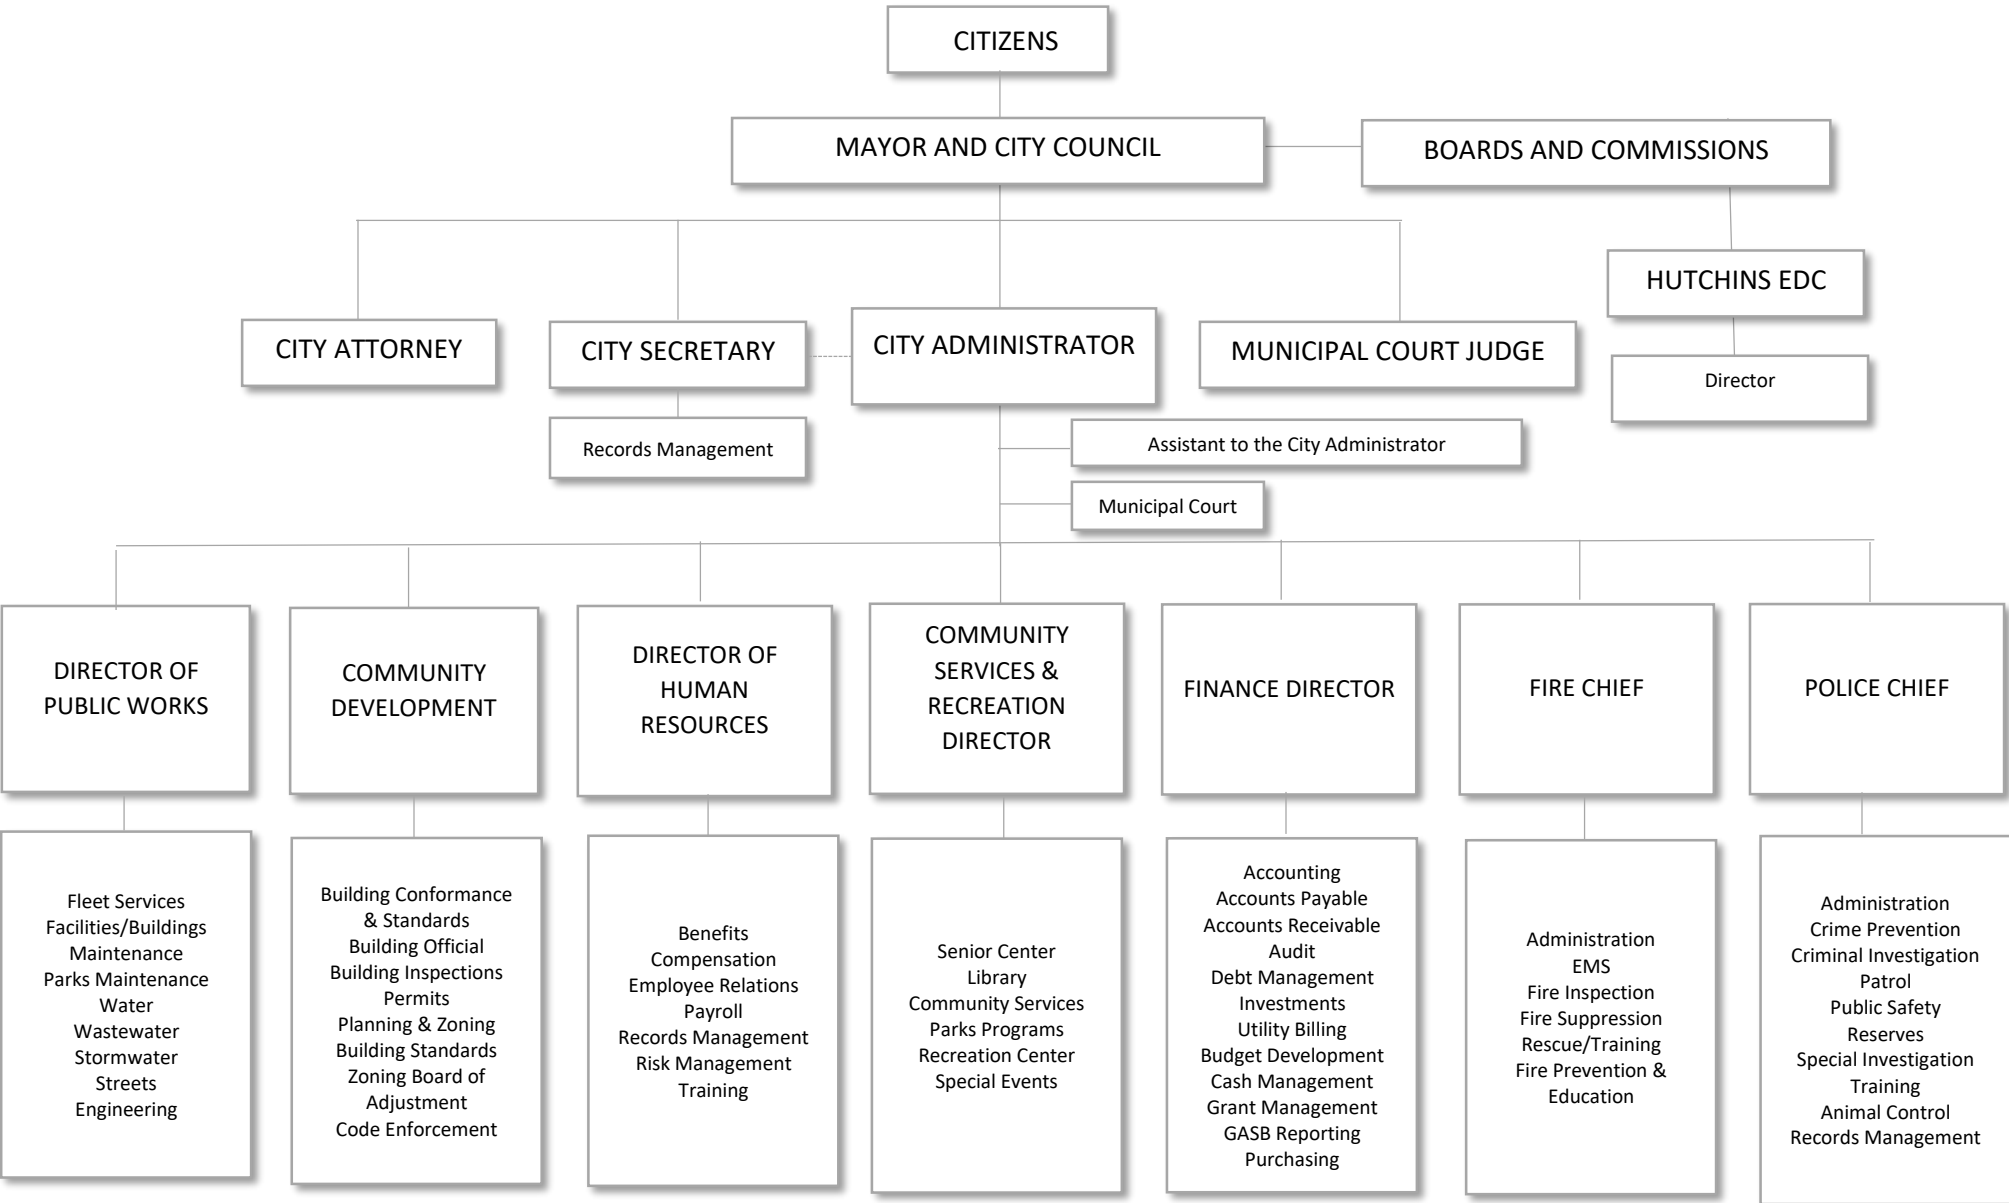 CITIZENS
MAYOR AND CITY COUNCIL
BOARDS AND COMMISSIONS
HUTCHINS EDC
Director
CITY ATTORNEY
CITY SECRETARY
CITY ADMINISTRATOR
MUNICIPAL COURT JUDGE
Records Management
Assistant to the City Administrator
Municipal Court
DIRECTOR OF
PUBLIC WORKS
COMMUNITY
DEVELOPMENT
DIRECTOR OF
HUMAN
RESOURCES
COMMUNITY
SERVICES &
RECREATION
DIRECTOR
FINANCE DIRECTOR
FIRE CHIEF
POLICE CHIEF
Fleet Services
Facilities/Buildings
Maintenance
Parks Maintenance
Water
Wastewater
Stormwater
Streets
Engineering
Building Conformance
& Standards
Building Official
Building Inspections
Permits
Planning & Zoning
Building Standards
Zoning Board of
Adjustment
Code Enforcement
Benefits
Compensation
Employee Relations
Payroll
Records Management
Risk Management
Training
Senior Center
Library
Community Services
Parks Programs
Recreation Center
Special Events
Accounting
Accounts Payable
Accounts Receivable
Audit
Debt Management
Investments
Utility Billing
Budget Development
Cash Management
Grant Management
GASB Reporting
Purchasing
Administration
EMS
Fire Inspection
Fire Suppression
Rescue/Training
Fire Prevention &
Education
Administration
Crime Prevention
Criminal Investigation
Patrol
Public Safety
Reserves
Special Investigation
Training
Animal Control
Records Management